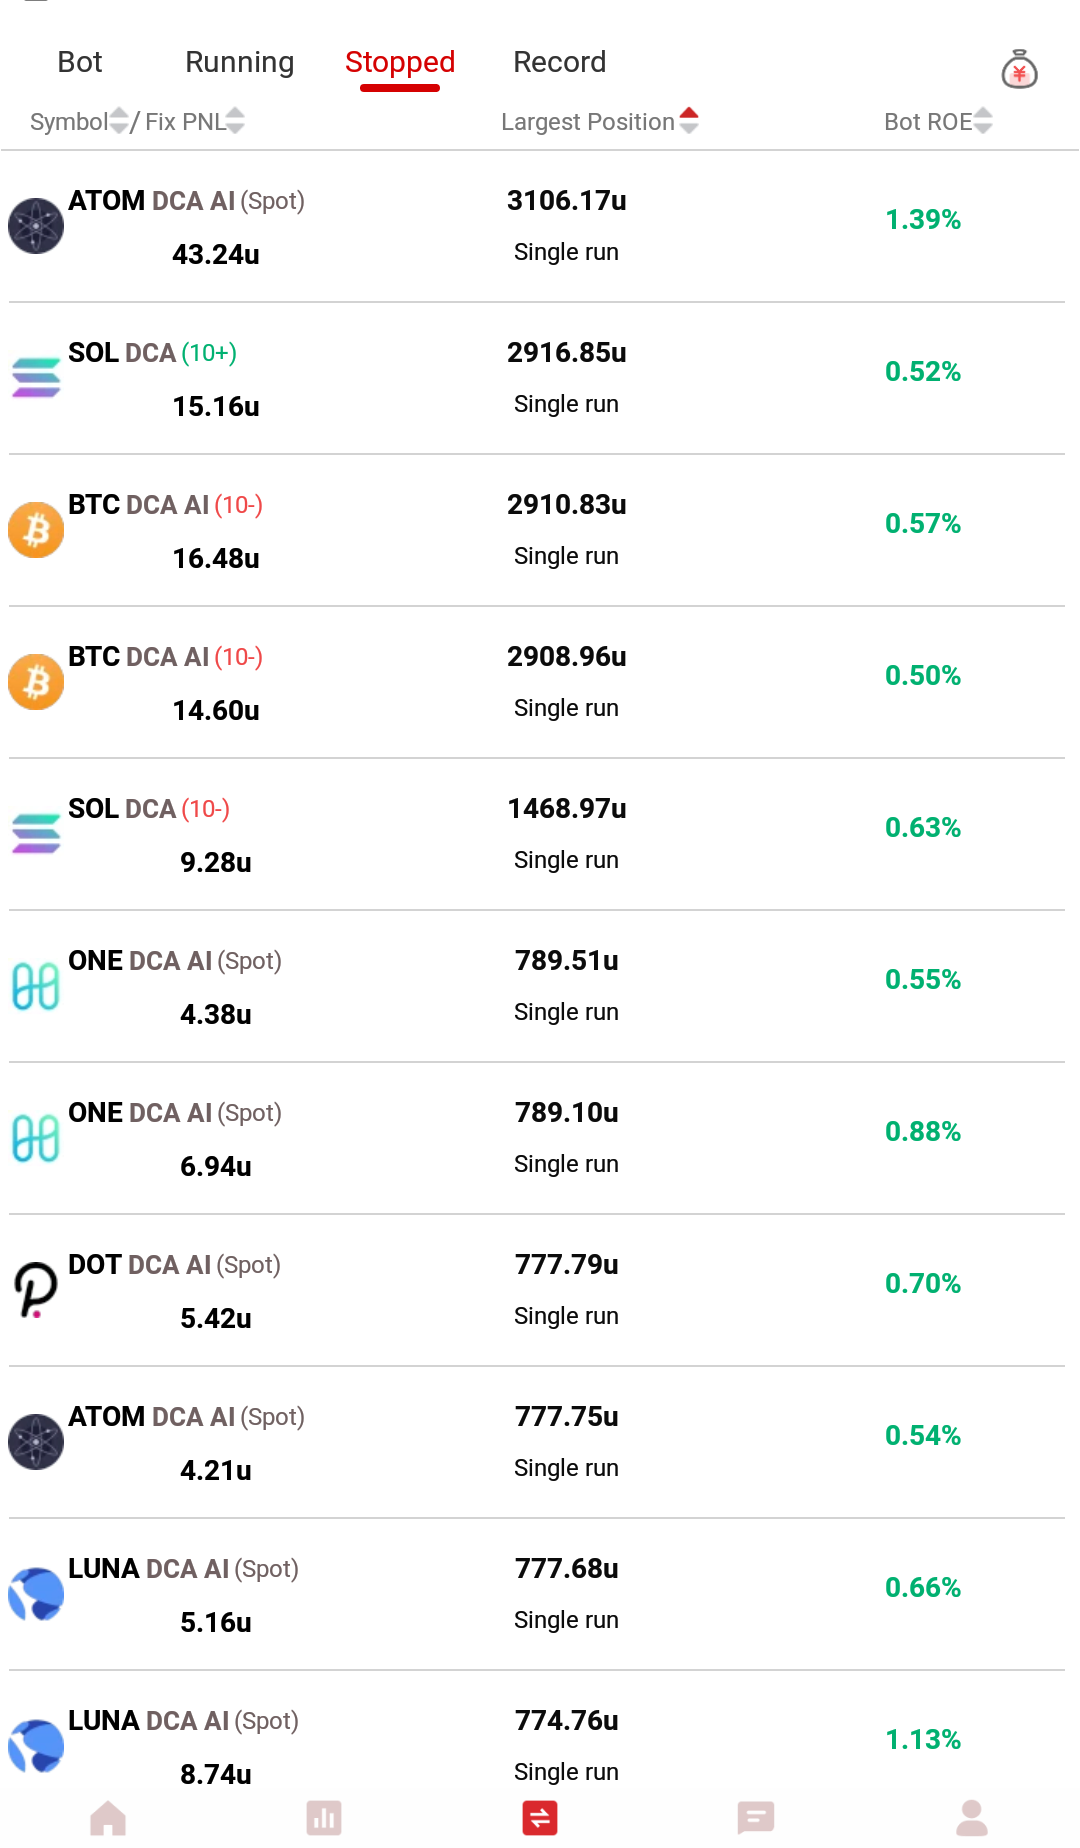 Bot Running Stopped Record
Symbol / Fix PNL Largest Position Bot ROE
ATOM DCA AI (Spot) 3106.17u 1.39%
43.24u Single run
SOL DCA (10+) 2916.85u 0.52%
15.16u Single run
BTC DCA AI (10-) 2910.83u 0.57%
16.48u Single run
BTC DCA AI (10-) 2908.96u 0.50%
14.60u Single run
SOL DCA (10-) 1468.97u 0.63%
9.28u Single run
ONE DCA AI (Spot) 789.51u 0.55%
4.38u Single run
ONE DCA AI (Spot) 789.10u 0.88%
6.94u Single run
DOT DCA AI (Spot) 777.79u 0.70%
5.42u Single run
ATOM DCA AI (Spot) 777.75u 0.54%
4.21u Single run
LUNA DCA AI (Spot) 777.68u 0.66%
5.16u Single run
LUNA DCA AI (Spot) 774.76u 1.13%
8.74u Single run